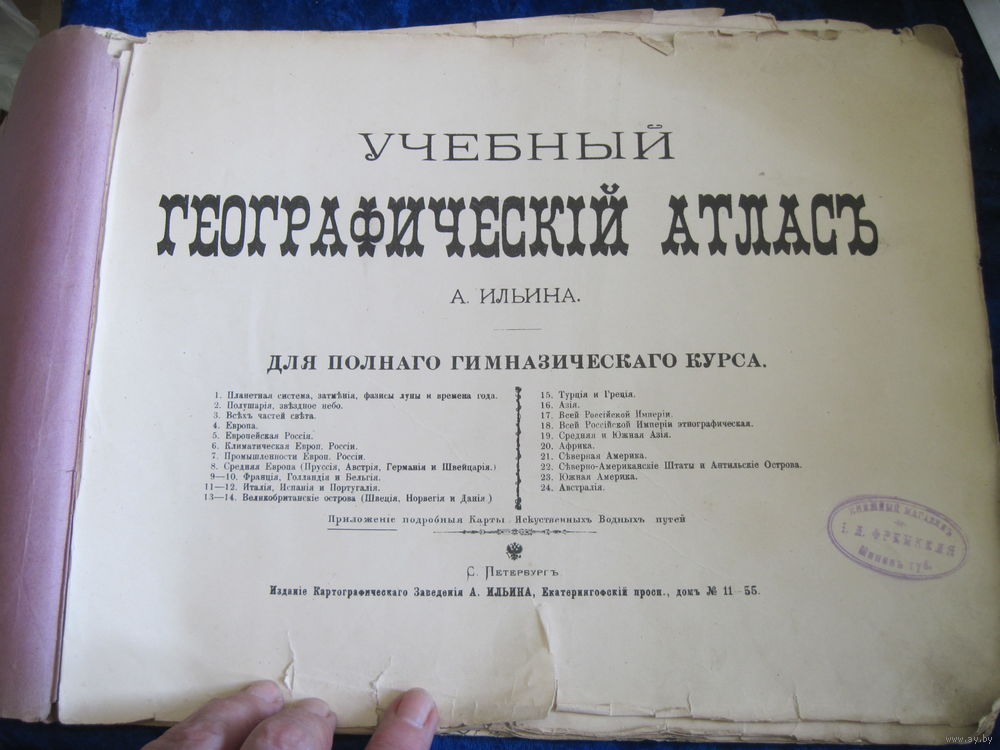 УЧЕБНЫЙ
ГЕОГРАФИЧЕСКІЙ АТЛАСЪ
А. ИЛЬИНА.
ДЛЯ ПОЛНАГО ГИМНАЗИЧЕСКАГО КУРСА.
1. Планетная система, затмѣнія, фазисы луны и времена года.
2. Полушарія, звѣздное небо.
3. Всѣхъ частей свѣта.
4. Европа.
5. Европейская Россія.
6. Климатическая Европ. Россіи.
7. Промышленности Европ. Россіи.
8. Средняя Европа (Пруссія, Австрія, Германія и Швейцарія.)
9—10. Франція, Голландія и Бельгія.
11—12. Италія, Испанія и Португалія.
13—14. Великобританскіе острова (Швеція, Норвегія и Данія.)
15. Турція и Греція.
16. Азія.
17. Всей Россійской Имперіи.
18. Всей Россійской Имперіи этнографическая.
19. Средняя и Южная Азія.
20. Африка.
21. Сѣверная Америка.
22. Сѣверно-Американскіе Штаты и Антильскіе Острова.
23. Южная Америка.
24. Австралія.
Приложеніе подробныя Карты Искуственныхъ Водныхъ путей
С. ПЕТЕРБУРГЪ.
Изданіе Картографическаго Заведенія А. ИЛЬИНА, Екатерингофскій просп., домъ № 11—55.
КНИЖНЫЙ МАГАЗИНЪ
www.ay.by